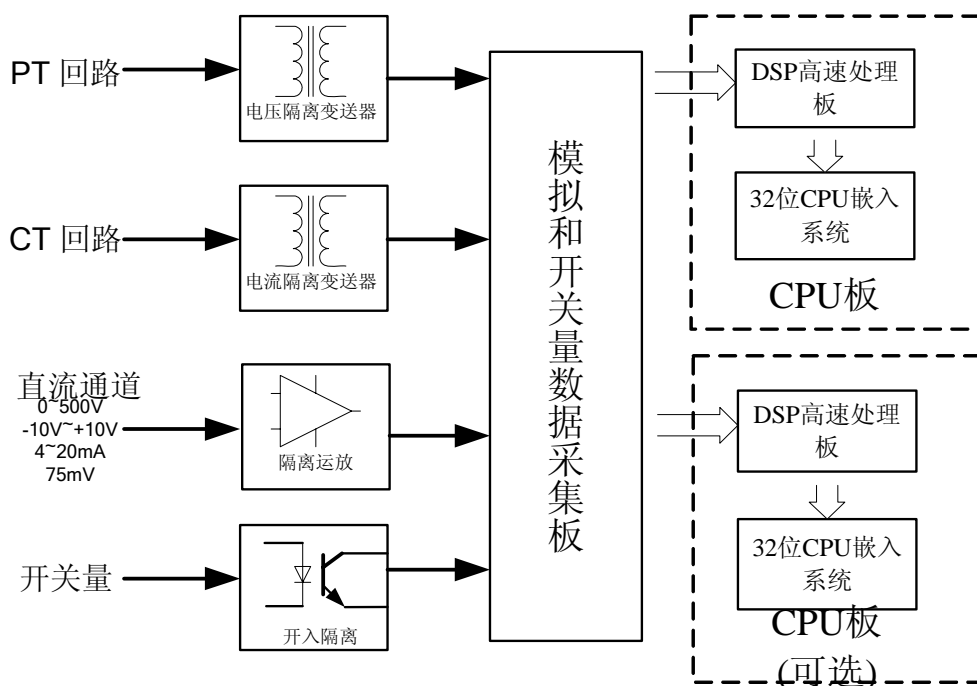 PT 回路
电压隔离变送器
CT 回路
电流隔离变送器
直流通道
0~500V
-10V~+10V
4~20mA
75mV
隔离运放
开关量
开入隔离
模拟和开关量数据采集板
DSP高速处理
板
32位CPU嵌入
系统
CPU板
DSP高速处理
板
32位CPU嵌入
系统
CPU板
(可选)